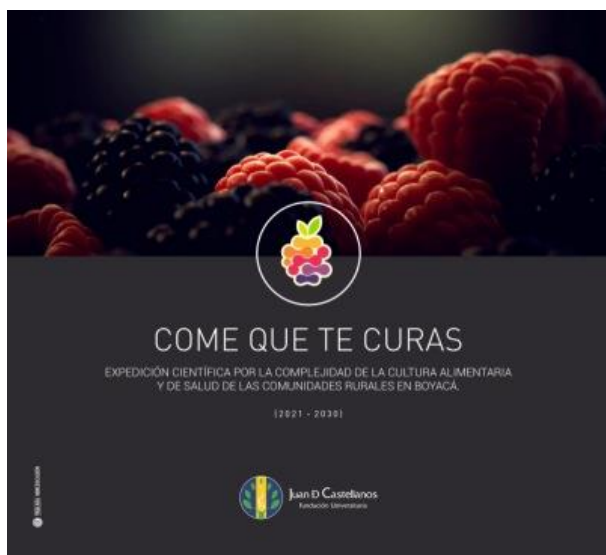 COME QUE TE CURAS
EXPEDICIÓN CIENTÍFICA POR LA COMPLEJIDAD DE LA CULTURA ALIMENTARIA
Y DE SALUD DE LAS COMUNIDADES RURALES EN BOYACÁ.
(2021 - 2030)
Juan D Castellanos
Fundación Universitaria